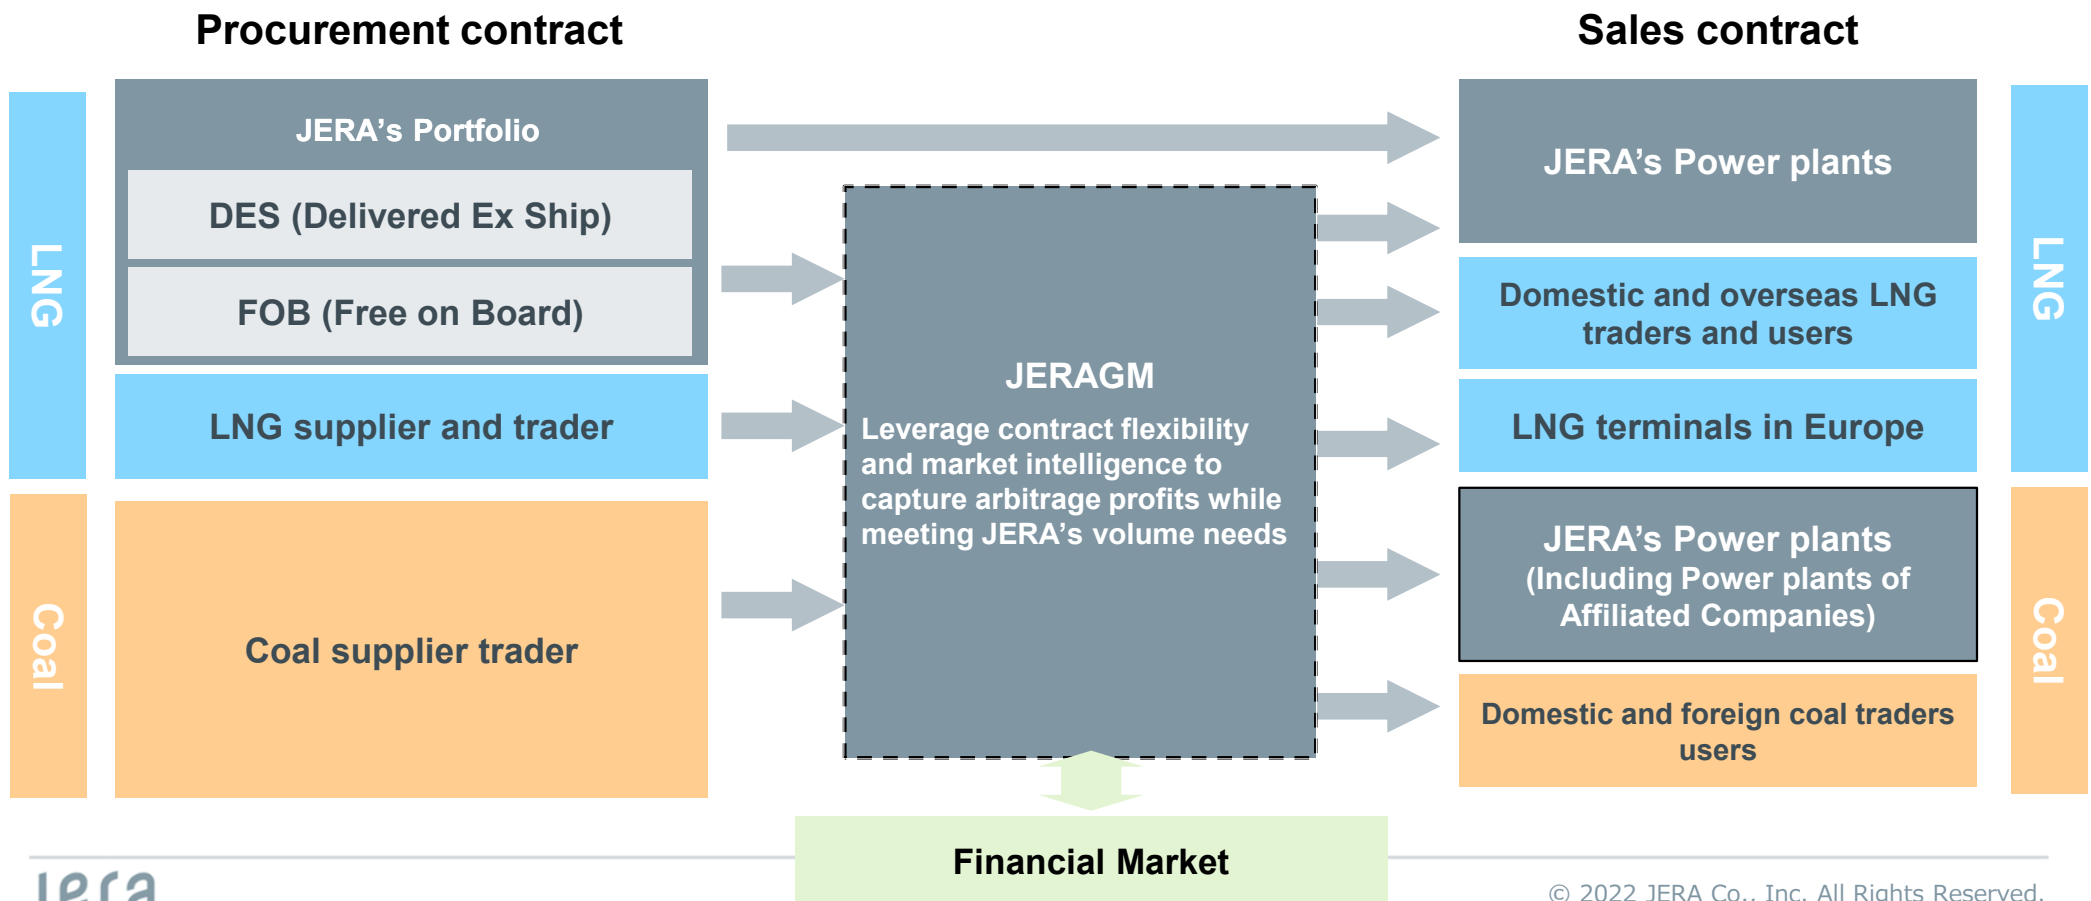 Procurement contract
Sales contract
LNG
JERA's Portfolio
DES (Delivered Ex Ship)
FOB (Free on Board)
LNG supplier and trader
Coal
Coal supplier trader
JERAGM
Leverage contract flexibility
and market intelligence to
capture arbitrage profits while
meeting JERA's volume needs
Financial Market
JERA's Power plants
Domestic and overseas LNG
traders and users
LNG terminals in Europe
LNG
JERA's Power plants
(Including Power plants of
Affiliated Companies)
Domestic and foreign coal traders
users
Coal
Jera
© 2022 JERA Co., Inc. All Rights Reserved.